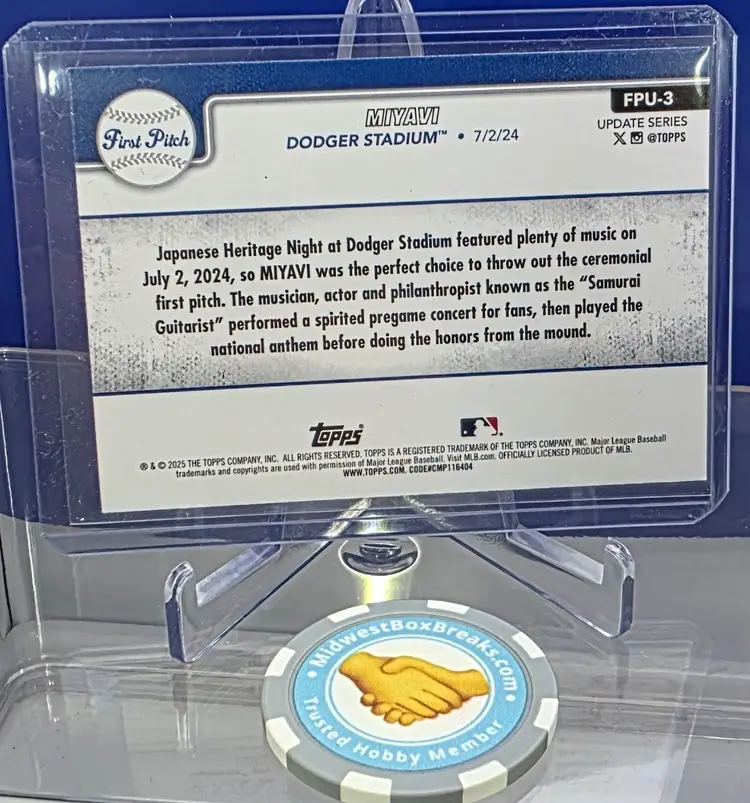 FPU-3
First Pitch
MIYAVI
DODGER STADIUM™ • 7/2/24
UPDATE SERIES
X @TOPPS
Japanese Heritage Night at Dodger Stadium featured plenty of music on
July 2, 2024, so MIYAVI was the perfect choice to throw out the ceremonial
first pitch. The musician, actor and philanthropist known as the “Samurai
Guitarist” performed a spirited pregame concert for fans, then played the
national anthem before doing the honors from the mound.
TOPPS®
® & © 2025 THE TOPPS COMPANY, INC. ALL RIGHTS RESERVED. TOPPS IS A REGISTERED TRADEMARK OF THE TOPPS COMPANY, INC. Major League Baseball
trademarks and copyrights are used with permission of Major League Baseball. Visit MLB.com. OFFICIALLY LICENSED PRODUCT OF MLB.
WWW.TOPPS.COM. CODE#CMP116404
• MidwestBoxBreaks.com •
Trusted Hobby Member